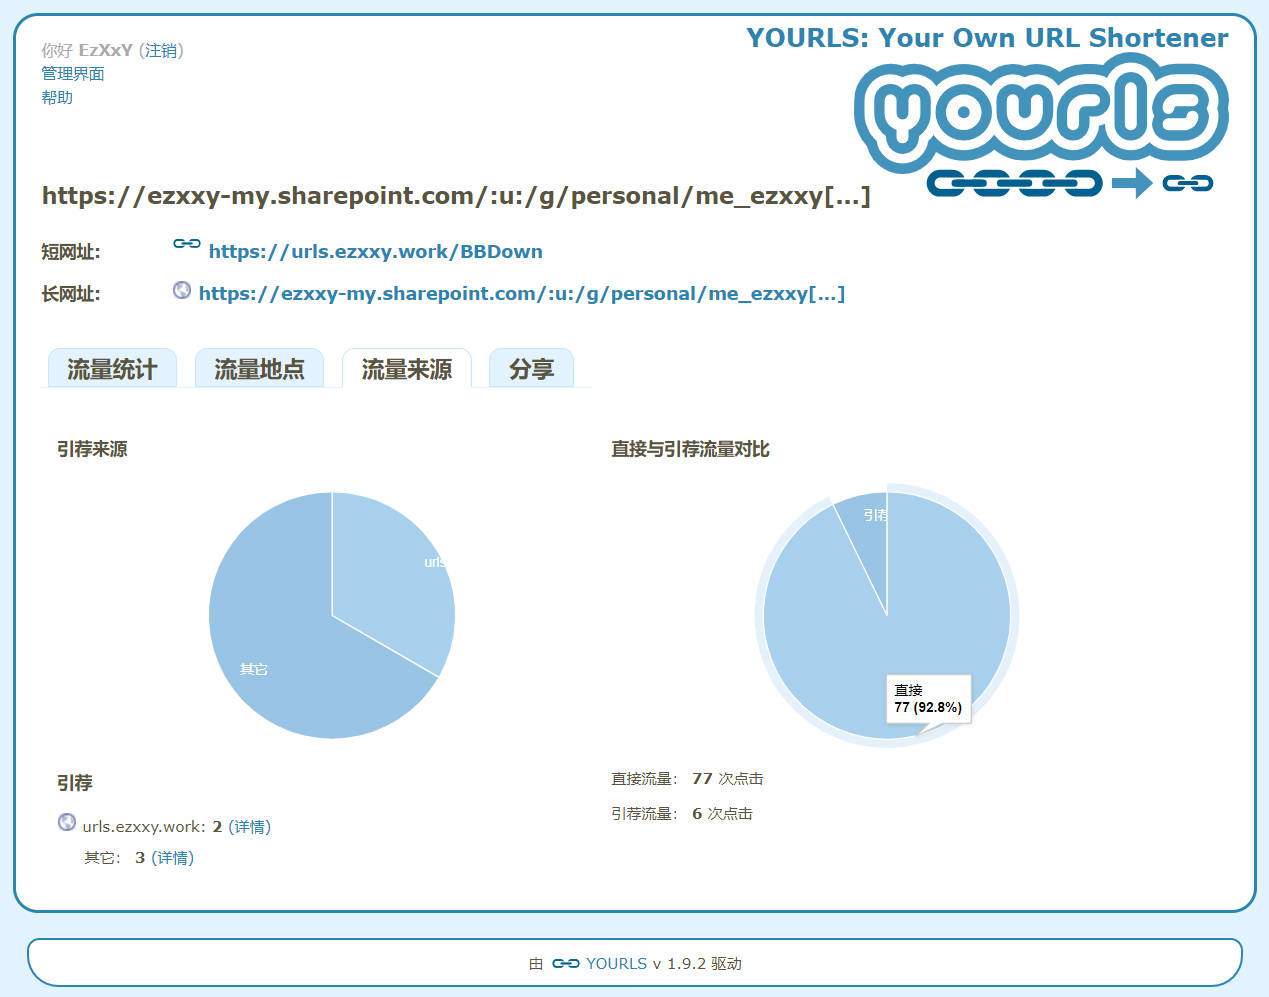 你好 EzXxY (注销)
管理界面
帮助
YOURLS: Your Own URL Shortener
yourls
https://ezxxy-my.sharepoint.com/:u:/g/personal/me_ezxxy[...]
短网址: https://urls.ezxxy.work/BBDown
长网址: https://ezxxy-my.sharepoint.com/:u:/g/personal/me_ezxxy[...]
流量统计 流量地点 流量来源 分享
引荐来源
urls
其它
引荐
urls.ezxxy.work: 2 (详情)
其它： 3 (详情)
直接与引荐流量对比
引荐
直接
77 (92.8%)
直接流量： 77 次点击
引荐流量： 6 次点击
由 YOURLS v 1.9.2 驱动